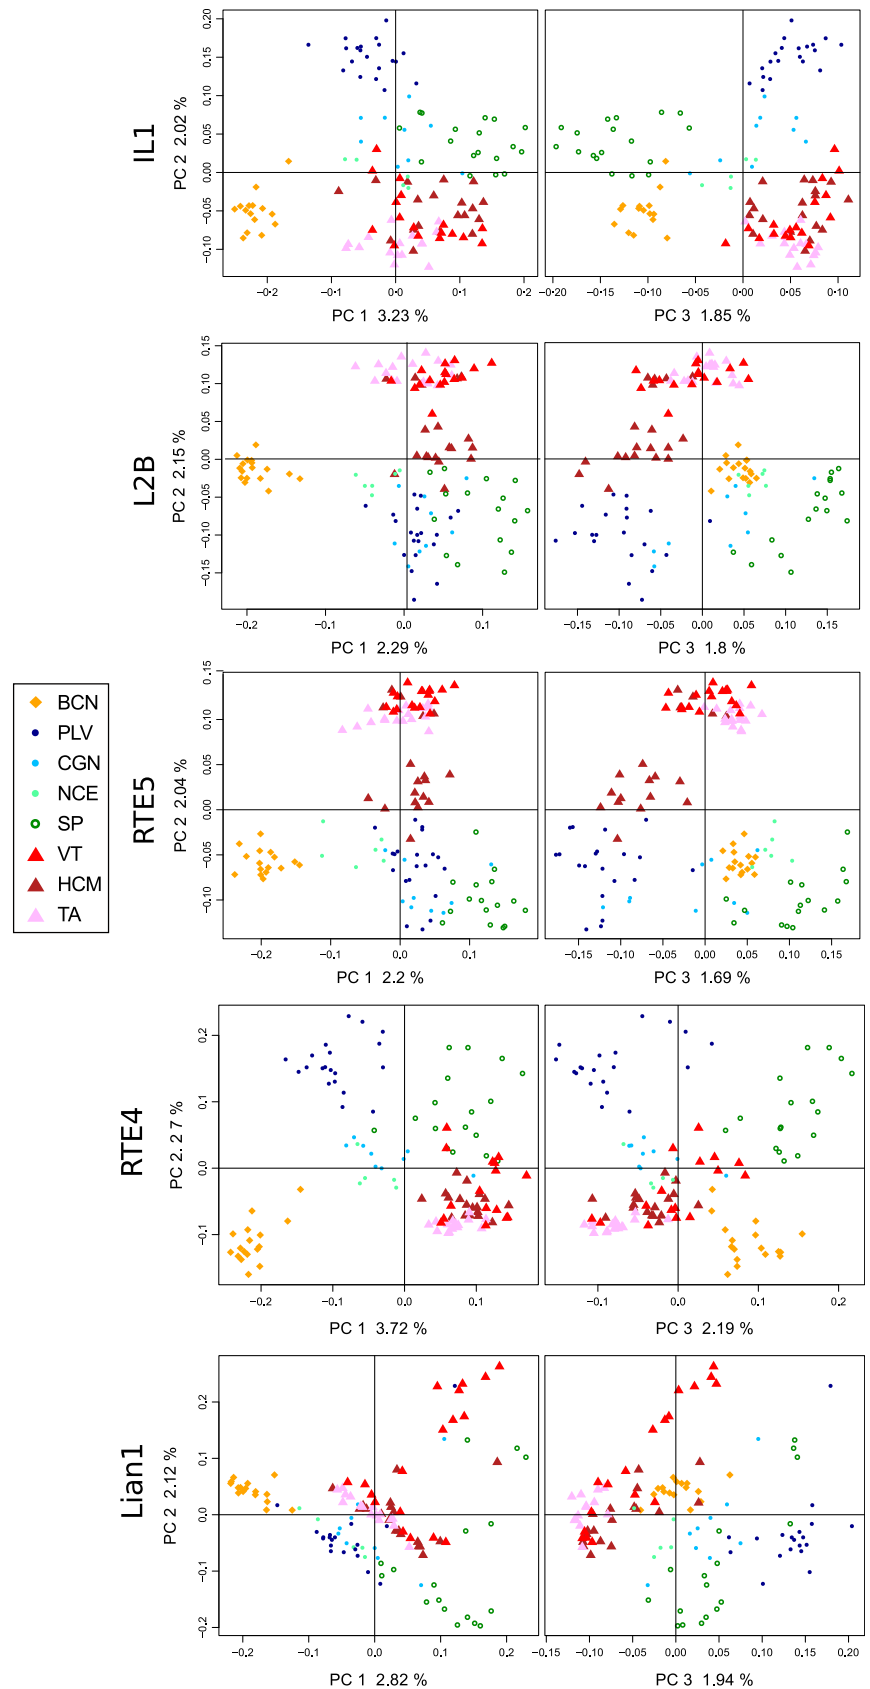 IL1
PC 2 2.02 %
0.20
0.15
0.10
0.05
0.00
−0.05
−0.10
−0.2 −0.1 0.0 0.1 0.2
PC 1 3.23 %
−0.20 −0.15 −0.10 −0.05 0.00 0.05 0.10
PC 3 1.85 %
L2B
PC 2 2.15 %
0.15
0.10
0.05
0.00
−0.05
−0.10
−0.15
−0.2 −0.1 0.0 0.1
PC 1 2.29 %
−0.15 −0.10 −0.05 0.00 0.05 0.10 0.15
PC 3 1.8 %
BCN
PLV
CGN
NCE
SP
VT
HCM
TA
RTE5
PC 2 2.04 %
0.15
0.10
0.05
0.00
−0.05
−0.10
−0.2 −0.1 0.0 0.1
PC 1 2.2 %
−0.15 −0.10 −0.05 0.00 0.05 0.10 0.15
PC 3 1.69 %
RTE4
PC 2. 2 7 %
0.2
0.1
0.0
−0.1
−0.2 −0.1 0.0 0.1
PC 1 3.72 %
−0.1 0.0 0.1 0.2
PC 3 2.19 %
Lian1
PC 2 2.12 %
0.2
0.1
0.0
−0.1
−0.2
−0.2 −0.1 0.0 0.1 0.2
PC 1 2.82 %
−0.15 −0.10 −0.05 0.00 0.05 0.10 0.15 0.20
PC 3 1.94 %